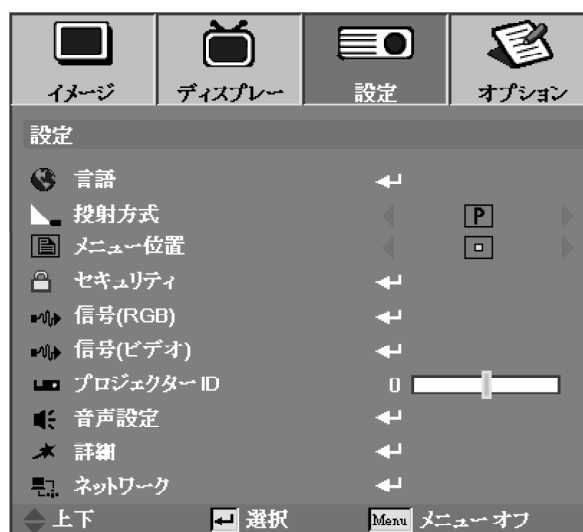 イメージ ディスプレー 設定 オプション
設定
言語
投射方式 P
メニュー位置
セキュリティ
信号(RGB)
信号(ビデオ)
プロジェクター ID 0
音声設定
詳細
ネットワーク
上下 選択 Menu メニュー オフ